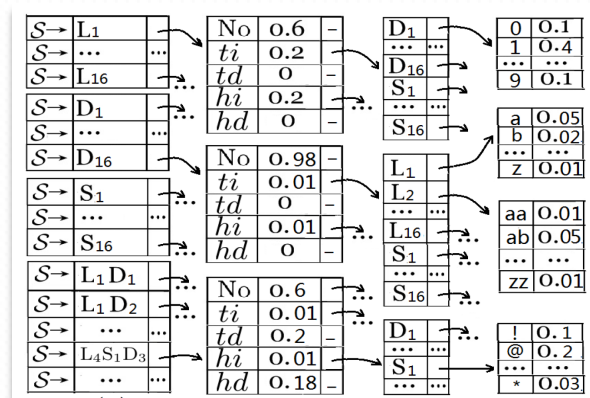 𝒮→ L₁
𝒮→ ... ...
𝒮→ L₁₆ ...
𝒮→ D₁ ...
𝒮→ ... ...
𝒮→ D₁₆
𝒮→ S₁ ...
𝒮→ ... ...
𝒮→ S₁₆ ...
𝒮→ L₁D₁ ...
𝒮→ L₁D₂ ...
𝒮→ ... ...
𝒮→ L₄S₁D₃
𝒮→ ... ...
No 0.6 –
ti 0.2
td 0 –
hi 0.2 ...
hd 0 –
No 0.98 –
ti 0.01
td 0 –
hi 0.01 ...
hd 0 –
No 0.6 ...
ti 0.01 ...
td 0.2 –
hi 0.01
hd 0.18 –
D₁
... ...
D₁₆ ...
S₁ ...
... ...
S₁₆ ...
L₁
L₂
... ...
L₁₆ ...
S₁ ...
... ...
S₁₆ ...
D₁ ...
... ...
S₁
... ...
0 0.1
1 0.4
... ...
9 0.1
a 0.05
b 0.02
... ...
z 0.01
aa 0.01
ab 0.05
... ...
zz 0.01
! 0.1
@ 0.2
... ...
* 0.03